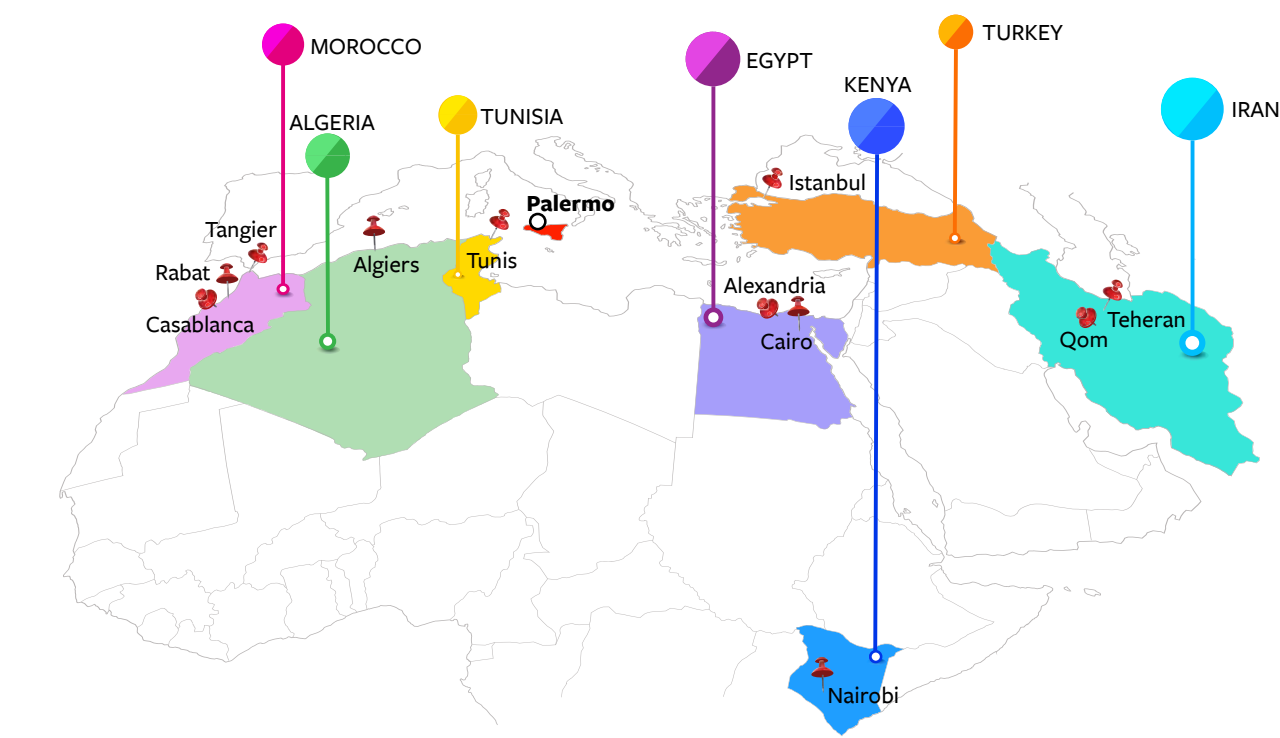 MOROCCO
EGYPT
TURKEY
KENYA
IRAN
ALGERIA
TUNISIA
Istanbul
Palermo
Tangier
Rabat
Algiers
Tunis
Casablanca
Alexandria
Cairo
Teheran
Qom
Nairobi